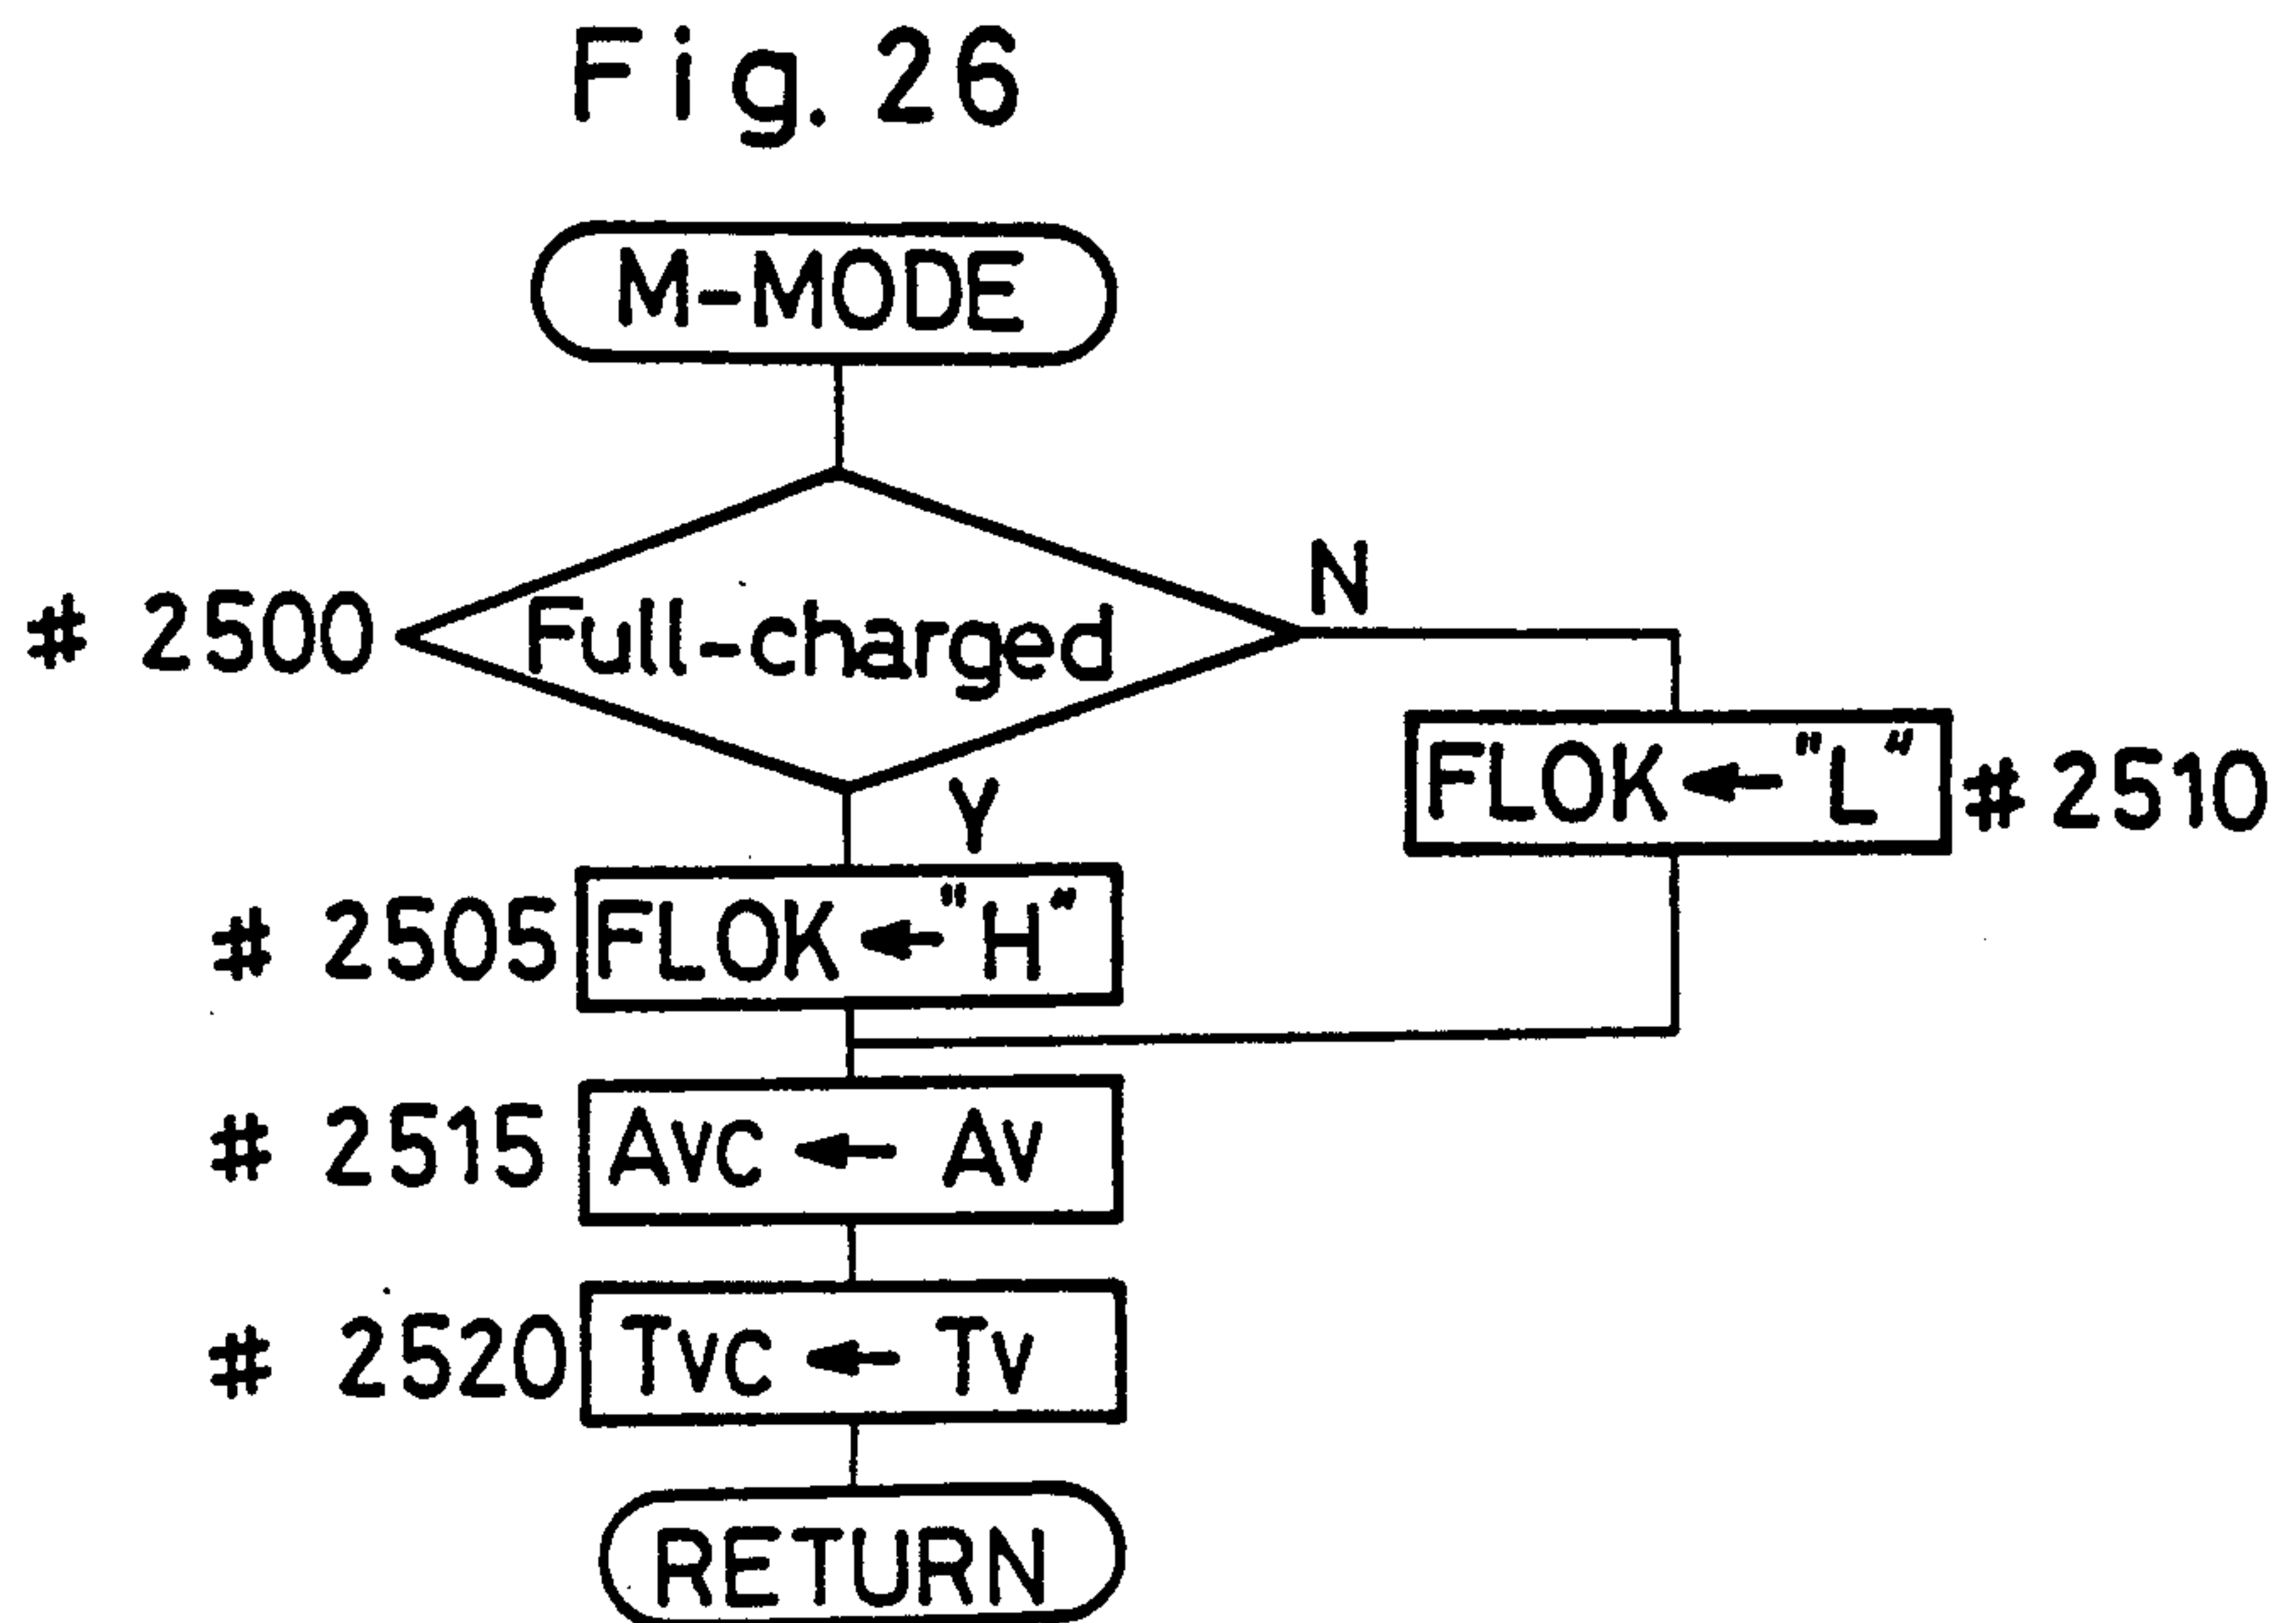 Fig. 26
M-MODE
# 2500 Full-charged N
Y
FLOK ← "L" # 2510
# 2505 FLOK ← "H"
# 2515 AVC ← AV
# 2520 TVC ← TV
RETURN